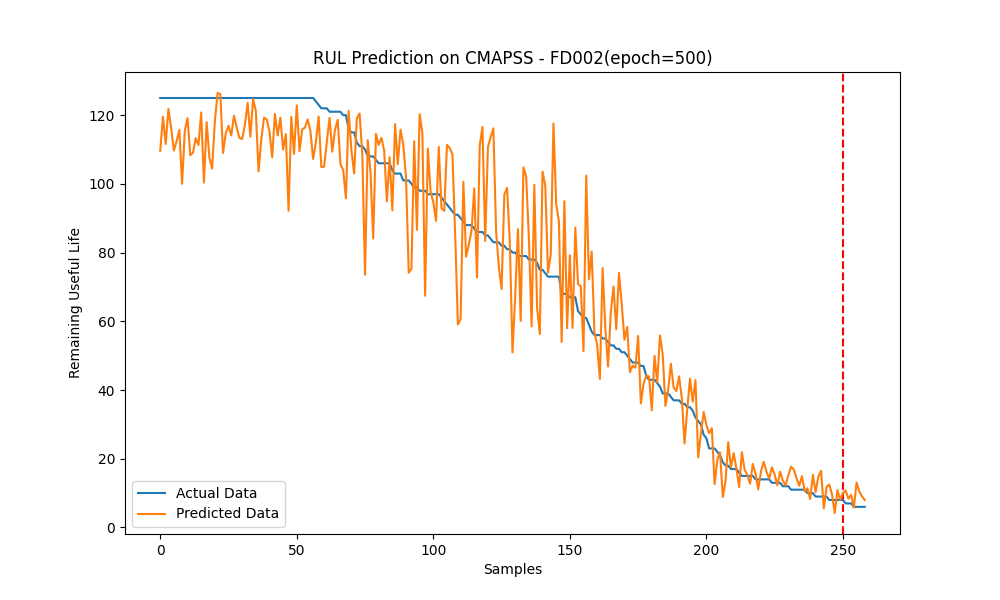 RUL Prediction on CMAPSS - FD002(epoch=500)
Remaining Useful Life
120
100
80
60
40
20
0
Actual Data
Predicted Data
0 50 100 150 200 250
Samples